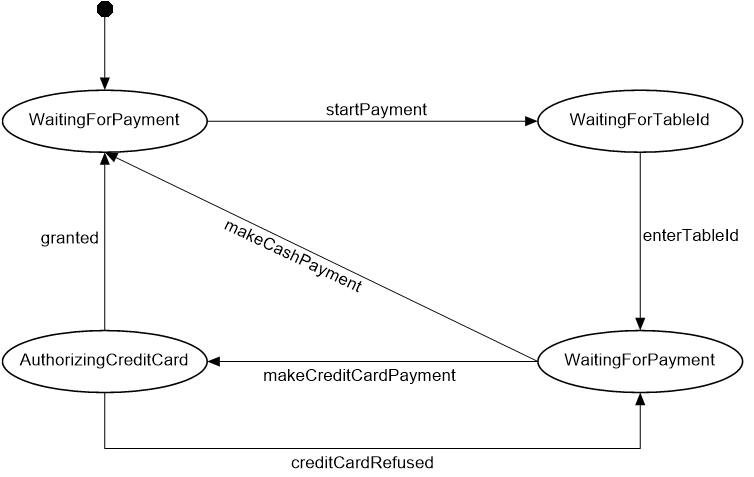 WaitingForPayment
startPayment
WaitingForTableId
granted
makeCashPayment
enterTableId
AuthorizingCreditCard
makeCreditCardPayment
WaitingForPayment
creditCardRefused